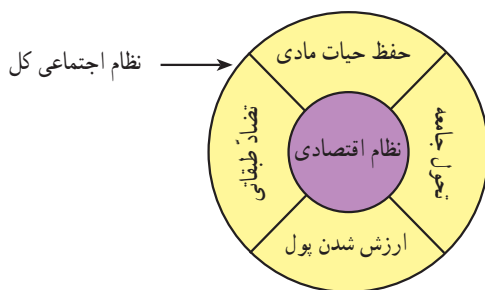 نظام اجتماعی کل
حفظ حیات مادی
تحول جامعه
نظام اقتصادی
تضادّ طبقاتی
ارزش شدن پول